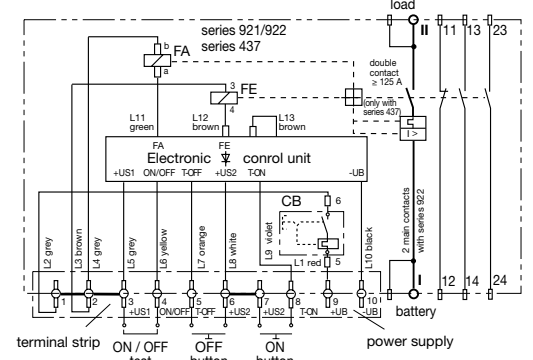 load
series 921/922
series 437
II
11
13
23
FA
b
a
double
contact
≥ 125 A
3
FE
4
(only with
series 437)
L11
green
L12
brown
L13
brown
I >
FA
FE
Electronic conrol unit
+US1
ON/OFF
T-OFF
+US2
T-ON
-UB
CB
6
L2 grey
L3 brown
L4 grey
L5 grey
L6 yellow
L7 orange
L8 white
L9 violet
L1 red
5
L10 black
2 main contacts
with series 922
I
12
14
24
1
2
3
4
5
6
7
8
9
10
+US1
ON/OFF
T-OFF
+US2
+US2
T-ON
+UB
-UB
battery
terminal strip
power supply
ON / OFF
test
OFF
button
ON
button